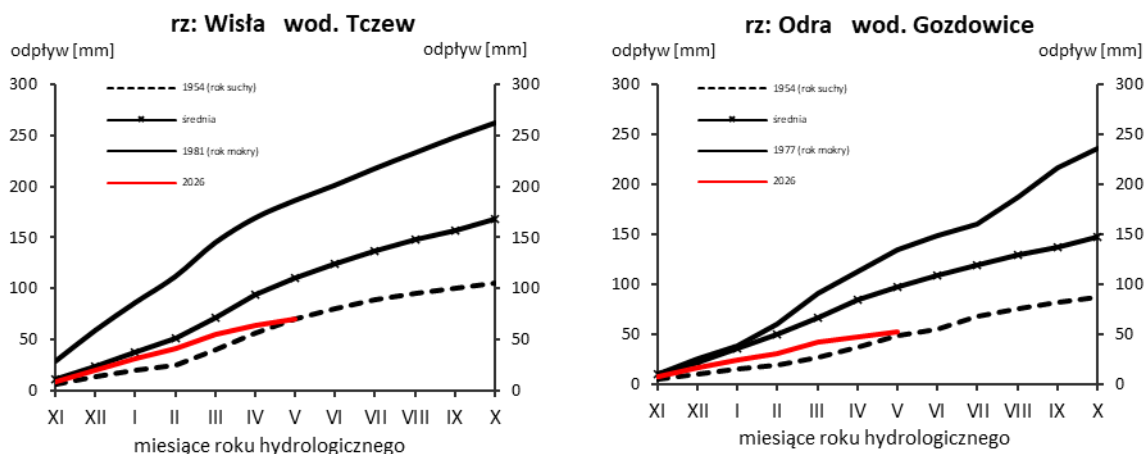 rz: Wisła wod. Tczew
odpływ [mm]
odpływ [mm]
1954 (rok suchy)
średnia
1981 (rok mokry)
2026
300
250
200
150
100
50
0
300
250
200
150
100
50
0
XI XII I II III IV V VI VII VIII IX X
miesiące roku hydrologicznego
rz: Odra wod. Gozdowice
odpływ [mm]
odpływ [mm]
1954 (rok suchy)
średnia
1977 (rok mokry)
2026
300
250
200
150
100
50
0
300
250
200
150
100
50
0
XI XII I II III IV V VI VII VIII IX X
miesiące roku hydrologicznego